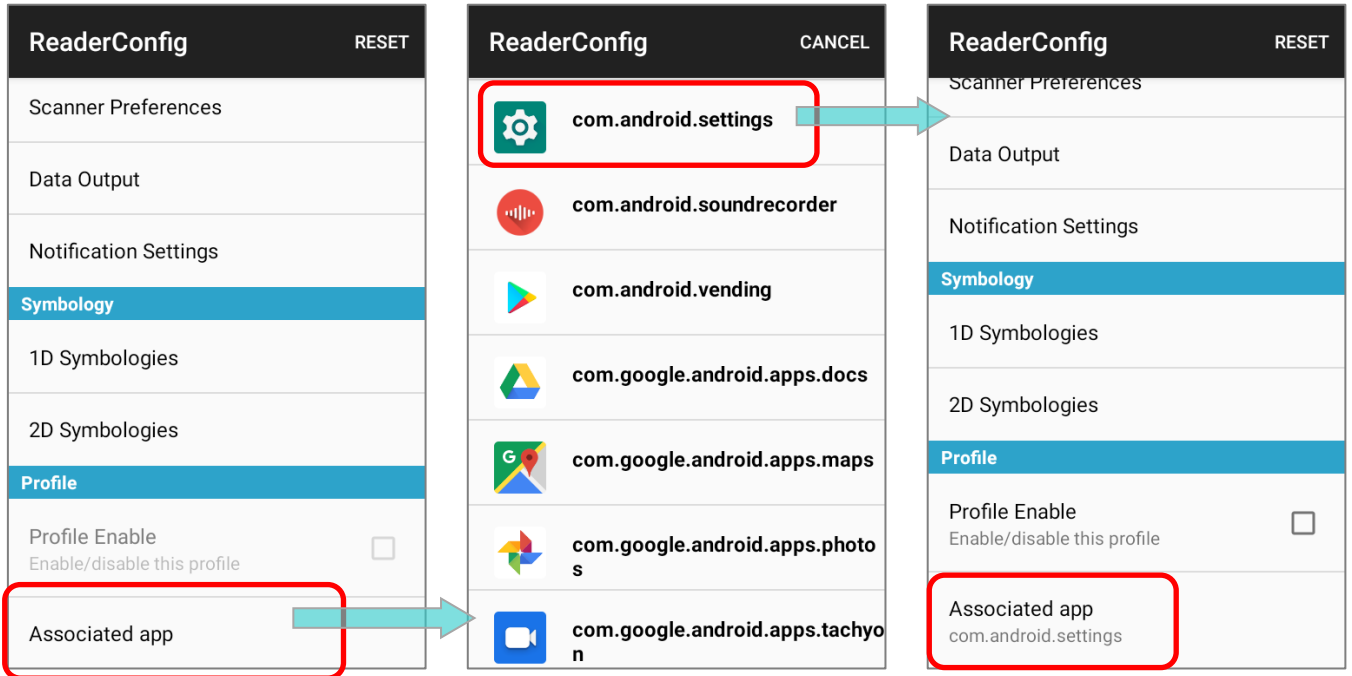 ReaderConfig
RESET
Scanner Preferences
Data Output
Notification Settings
Symbology
1D Symbologies
2D Symbologies
Profile
Profile Enable
Enable/disable this profile
Associated app
ReaderConfig
CANCEL
com.android.settings
com.android.soundrecorder
com.android.vending
com.google.android.apps.docs
G
com.google.android.apps.maps
com.google.android.apps.photo
s
com.google.android.apps.tachyo
n
ReaderConfig
RESET
Scanner Preferences
Data Output
Notification Settings
Symbology
1D Symbologies
2D Symbologies
Profile
Profile Enable
Enable/disable this profile
Associated app
com.android.settings